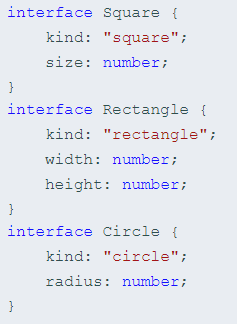 interface Square {
    kind: "square";
    size: number;
}
interface Rectangle {
    kind: "rectangle";
    width: number;
    height: number;
}
interface Circle {
    kind: "circle";
    radius: number;
}